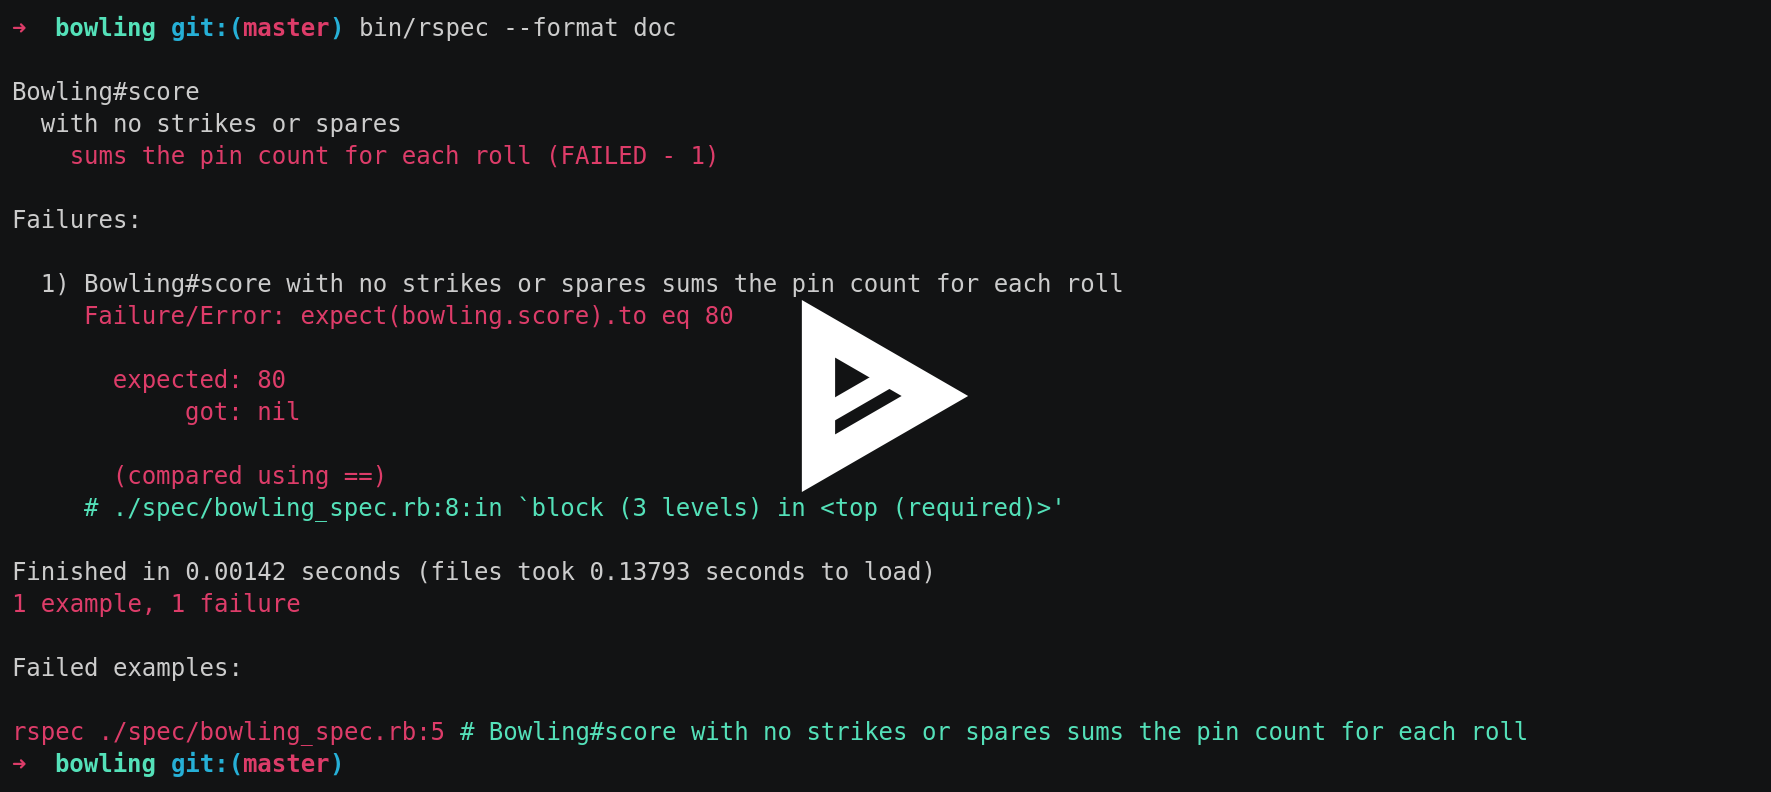 ➜  bowling git:(master) bin/rspec --format doc

Bowling#score
  with no strikes or spares
    sums the pin count for each roll (FAILED - 1)

Failures:

  1) Bowling#score with no strikes or spares sums the pin count for each roll
     Failure/Error: expect(bowling.score).to eq 80

       expected: 80
            got: nil

       (compared using ==)
     # ./spec/bowling_spec.rb:8:in `block (3 levels) in <top (required)>'

Finished in 0.00142 seconds (files took 0.13793 seconds to load)
1 example, 1 failure

Failed examples:

rspec ./spec/bowling_spec.rb:5 # Bowling#score with no strikes or spares sums the pin count for each roll
➜  bowling git:(master)